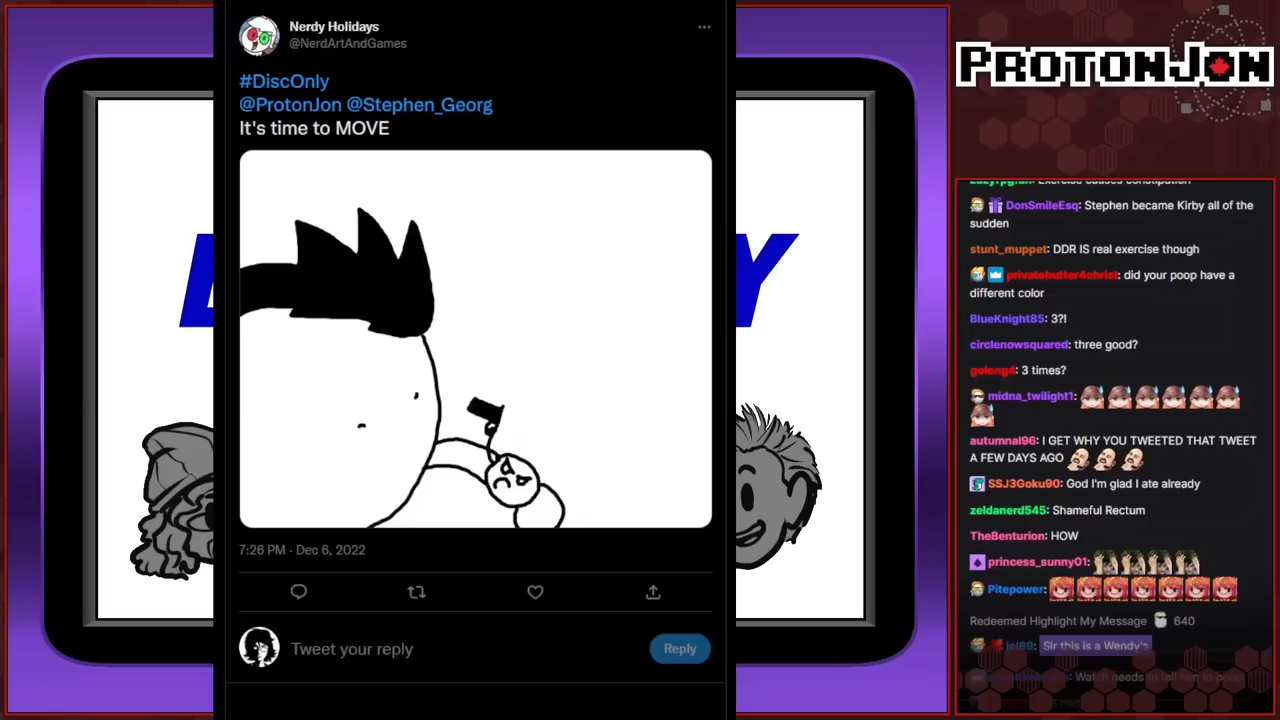 Nerdy Holidays
@NerdArtAndGames
#DiscOnly
@ProtonJon @Stephen_Georg
It's time to MOVE
7:26 PM · Dec 6, 2022
Tweet your reply
Reply
Y
PROTONJON
Exercise causes constipation
DonSmileEsq: Stephen became Kirby all of the
sudden
stunt_muppet: DDR IS real exercise though
privatebutter4christ: did your poop have a
different color
BlueKnight85: 3?!
circlenowsquared: three good?
golong4: 3 times?
midna_twilight1:
autumnal96: I GET WHY YOU TWEETED THAT TWEET
A FEW DAYS AGO
SSJ3Goku90: God I'm glad I ate already
zeldanerd545: Shameful Rectum
TheBenturion: HOW
princess_sunny01:
Pitepower:
Redeemed Highlight My Message 640
Sir this is a Wendy's